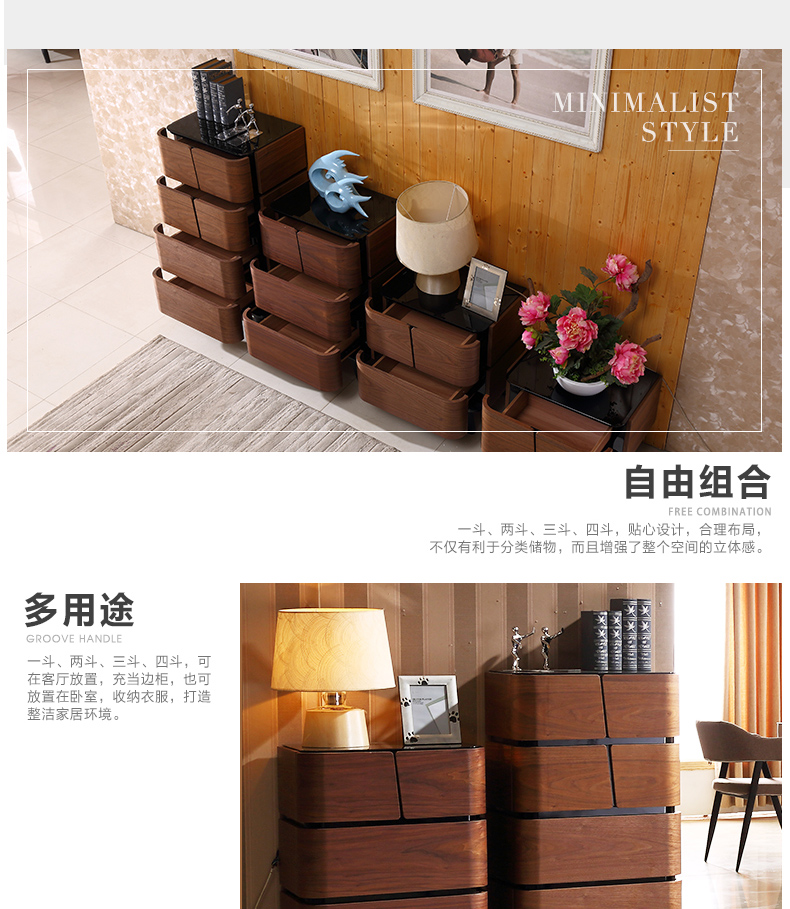 MINIMALIST
STYLE
自由组合
FREE COMBINATION
一斗、两斗、三斗、四斗，贴心设计，合理布局，
不仅有利于分类储物，而且增强了整个空间的立体感。
多用途
GROOVE HANDLE
一斗、两斗、三斗、四斗，可
在客厅放置，充当边柜，也可
放置在卧室，收纳衣服，打造
整洁家居环境。